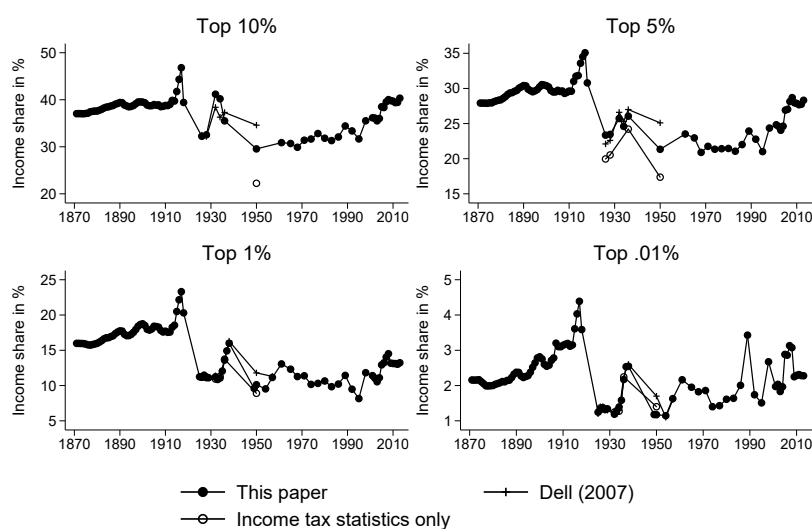 Top 10%
Income share in %
50
40
30
20
1870 1890 1910 1930 1950 1970 1990 2010
Top 5%
Income share in %
35
30
25
20
15
1870 1890 1910 1930 1950 1970 1990 2010
Top 1%
Income share in %
25
20
15
10
5
1870 1890 1910 1930 1950 1970 1990 2010
Top .01%
Income share in %
5
4
3
2
1
1870 1890 1910 1930 1950 1970 1990 2010
This paper
Dell (2007)
Income tax statistics only